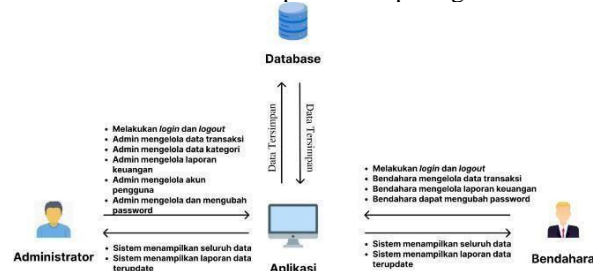 Database
Data Tersimpan
Data Tersimpan
• Melakukan login dan logout
• Admin mengelola data transaksi
• Admin mengelola data kategori
• Admin mengelola laporan
keuangan
• Admin mengelola akun
pengguna
• Admin mengelola dan mengubah
password
• Melakukan login dan logout
• Bendahara mengelola data transaksi
• Bendahara mengelola laporan keuangan
• Bendahara dapat mengubah password
Administrator
• Sistem menampilkan seluruh data
• Sistem menampilkan laporan data
terupdate
Aplikasi
• Sistem menampilkan seluruh data
• Sistem menampilkan laporan data
terupdate
Bendahara